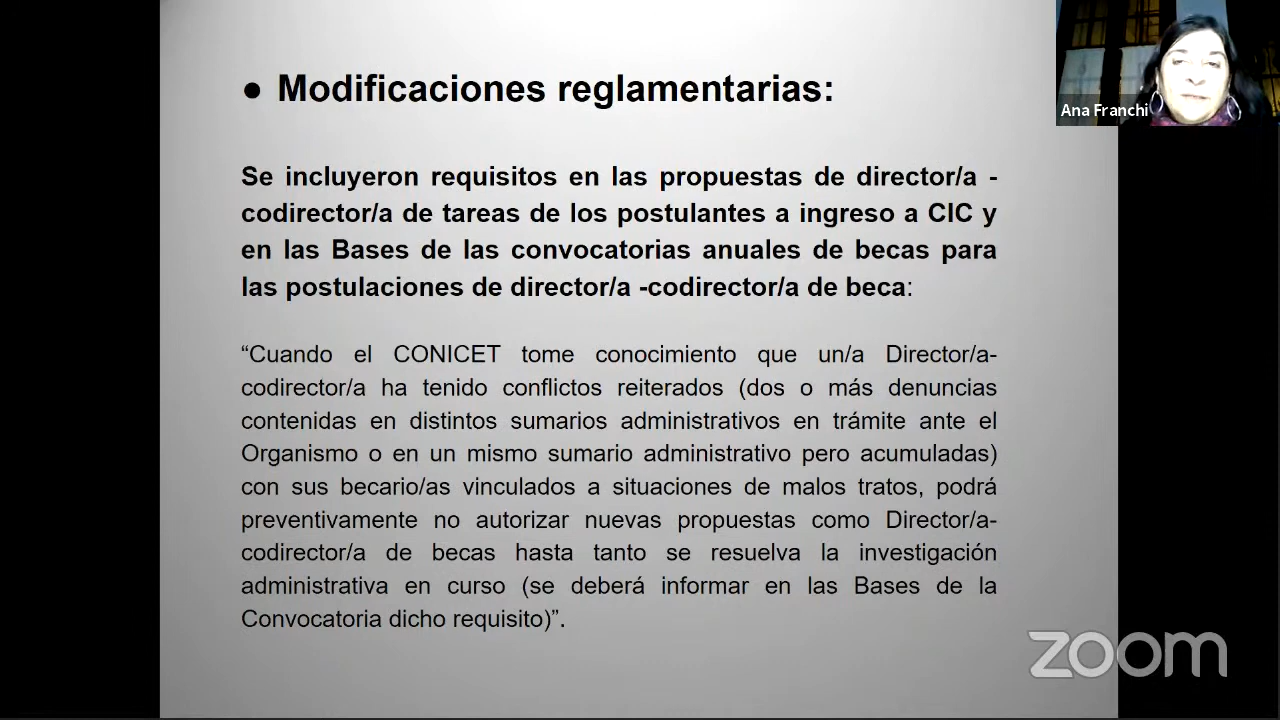 ● Modificaciones reglamentarias:
Ana Franchi
Se incluyeron requisitos en las propuestas de director/a -
codirector/a de tareas de los postulantes a ingreso a CIC y
en las Bases de las convocatorias anuales de becas para
las postulaciones de director/a -codirector/a de beca:
“Cuando el CONICET tome conocimiento que un/a Director/a-
codirector/a ha tenido conflictos reiterados (dos o más denuncias
contenidas en distintos sumarios administrativos en trámite ante el
Organismo o en un mismo sumario administrativo pero acumuladas)
con sus becario/as vinculados a situaciones de malos tratos, podrá
preventivamente no autorizar nuevas propuestas como Director/a-
codirector/a de becas hasta tanto se resuelva la investigación
administrativa en curso (se deberá informar en las Bases de la
Convocatoria dicho requisito)”.
zoom